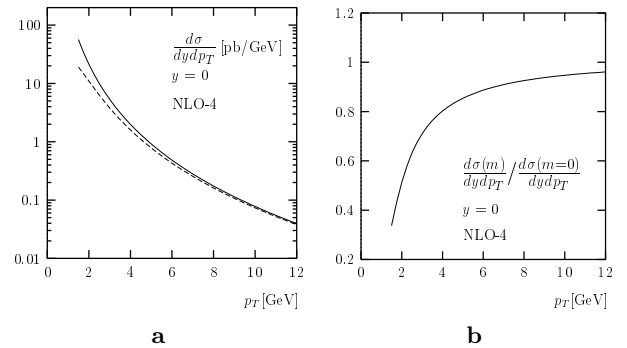 100
10
1
0.1
0.01
0 2 4 6 8 10 12
dσ/dydp_T [pb/GeV]
y = 0
NLO-4
p_T [GeV]
a
1.2
1
0.8
0.6
0.4
0.2
0 2 4 6 8 10 12
dσ(m)/dydp_T / dσ(m=0)/dydp_T
y = 0
NLO-4
p_T [GeV]
b